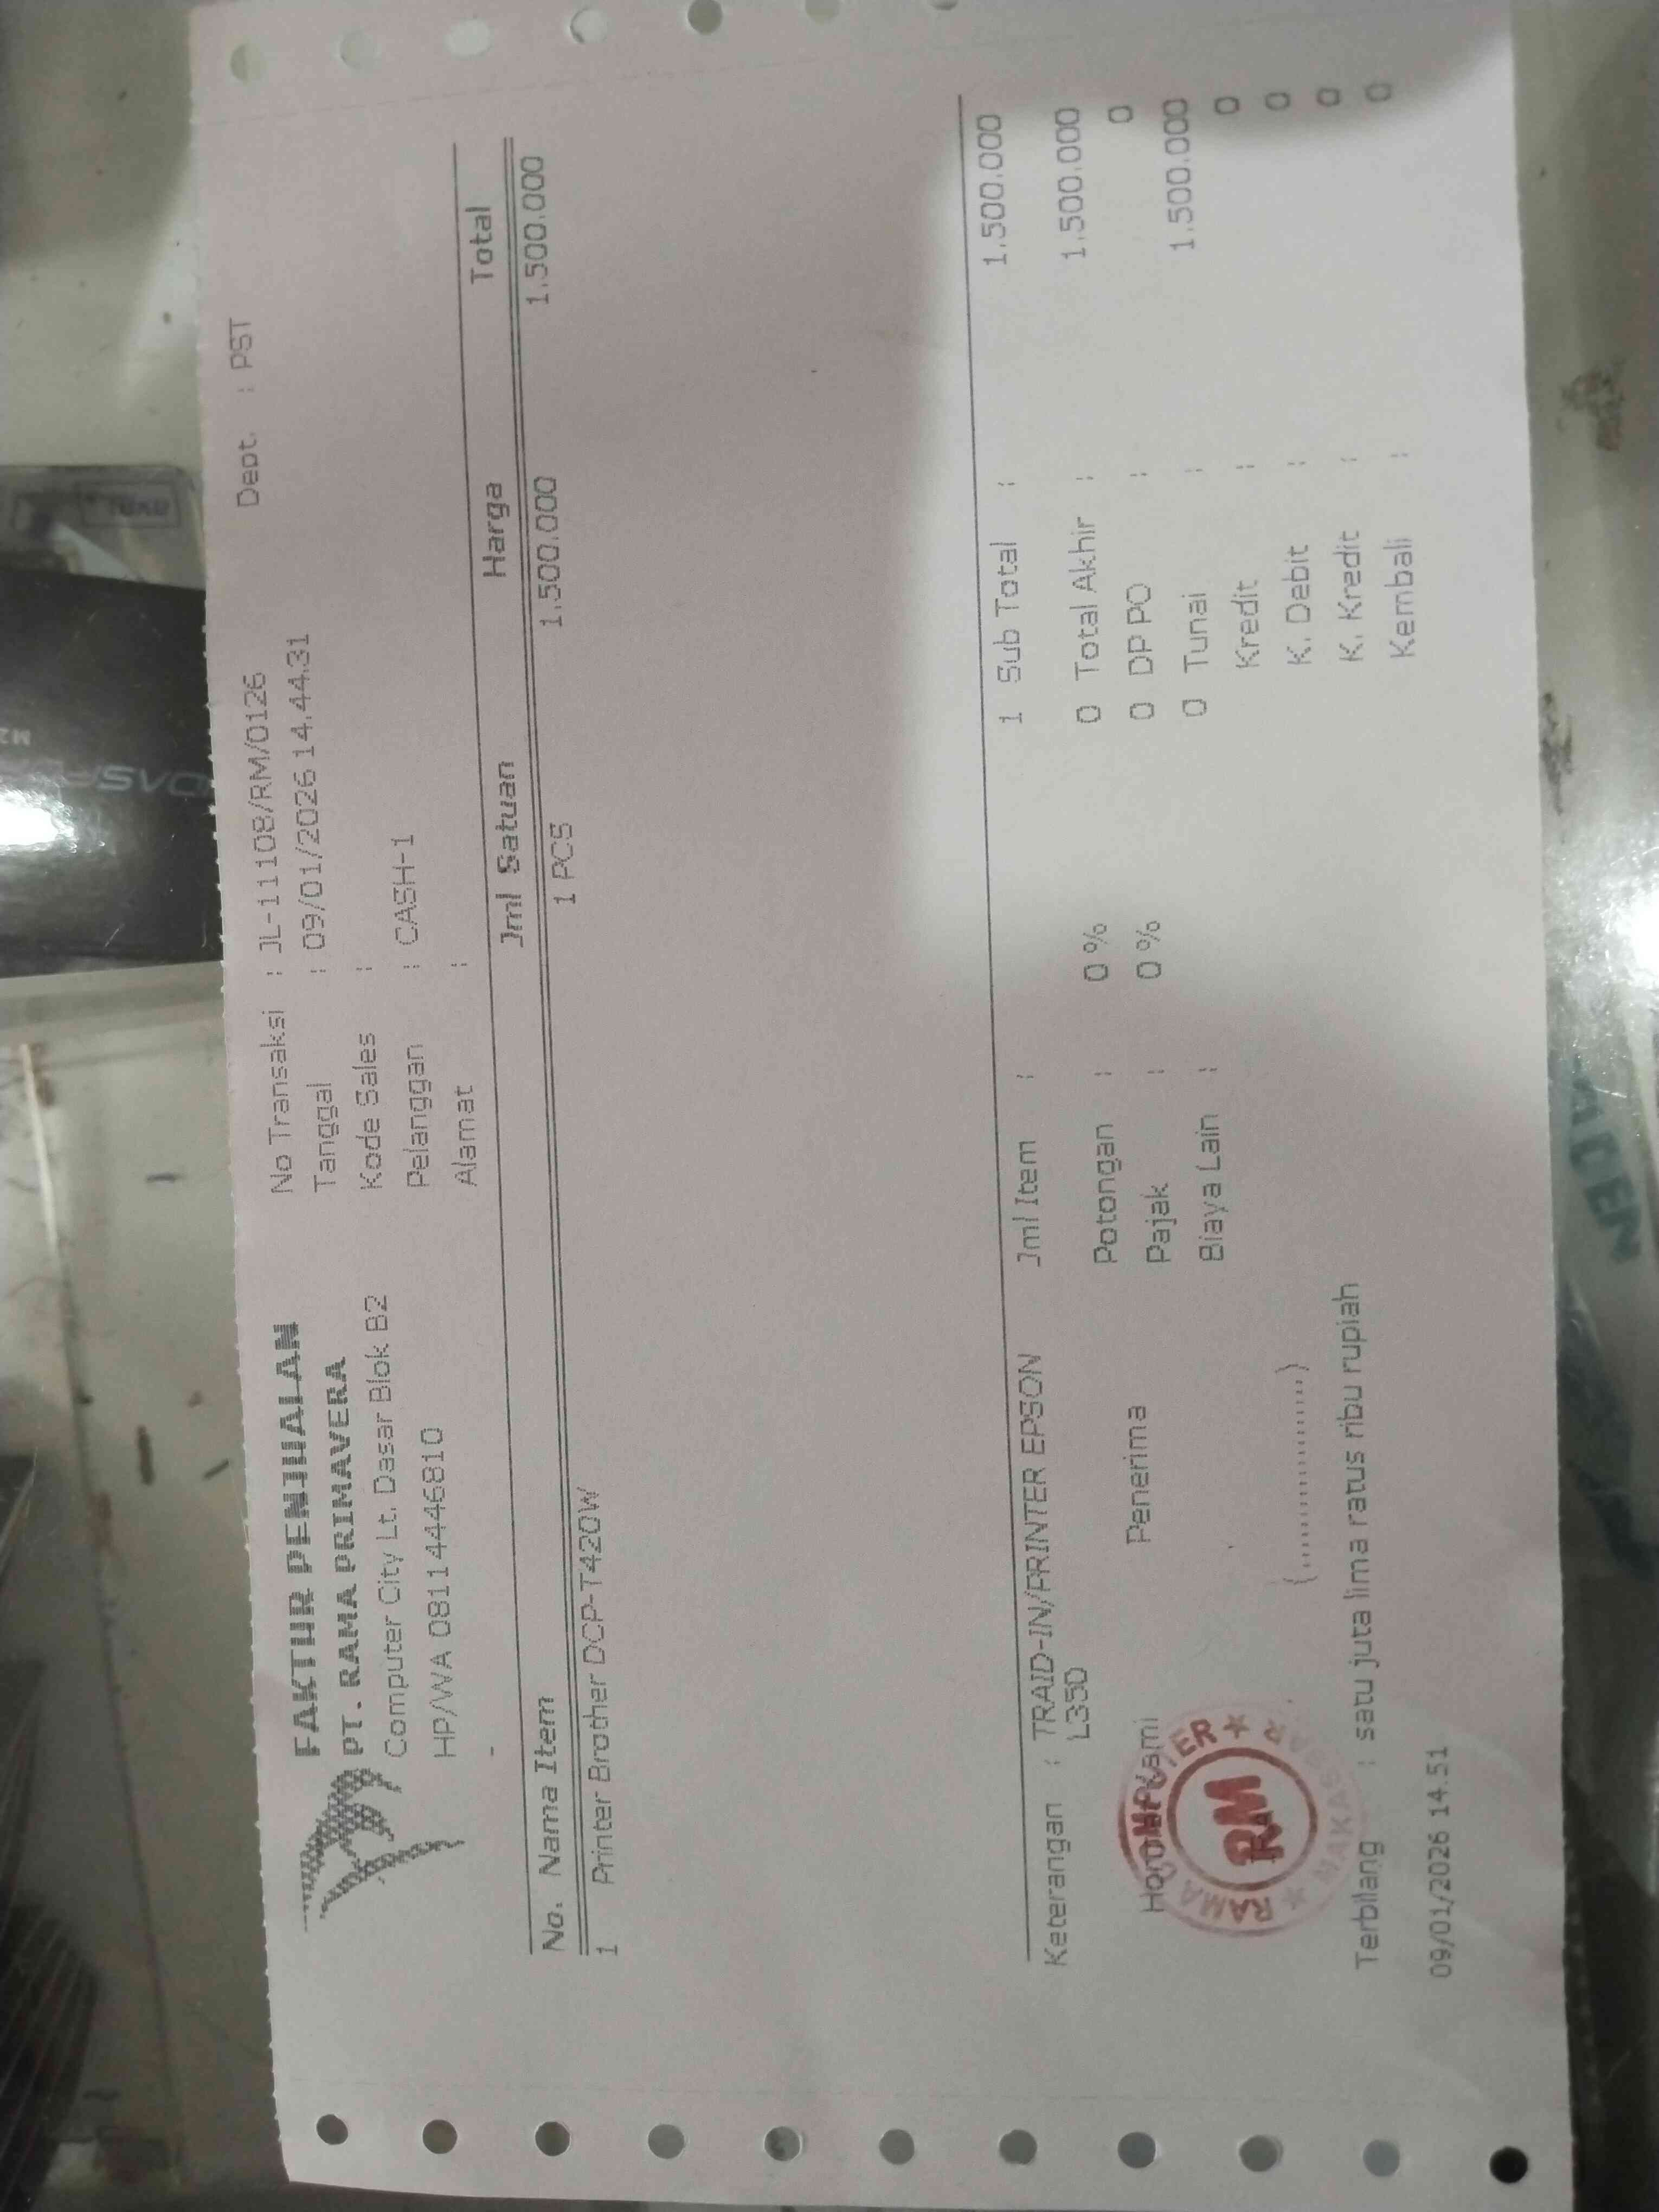 FAKTUR PENJUALAN
PT. RAMA PRIMAVERA
Computer City Lt. Dasar Blok B2
HP/WA 0811446810
-
No Transaksi : JL-11108/RM/0126
Dept. : PST
Tanggal : 09/01/2026 14.44.31
Kode Sales :
Pelanggan : CASH-1
Alamat :
No. Nama Item Jml Satuan Harga Total
1 Printer Brother DCP-T420W 1 PCS 1.500.000 1.500.000
Keterangan : TRAID-IN/PRINTER EPSON L350
Jml Item : 1 Sub Total : 1.500.000
Potongan : 0 % 0 Total Akhir : 1.500.000
Pajak : 0 % 0 DP PO : 0
Biaya Lain : 0 Tunai : 1.500.000
Kredit : 0
K. Debit : 0
K. Kredit : 0
Kembali : 0
Hormat Kami Penerima
RAMA COMPUTER
RM
MAKASSAR
(................)
Terbilang : satu juta lima ratus ribu rupiah
09/01/2026 14.51
ADEN